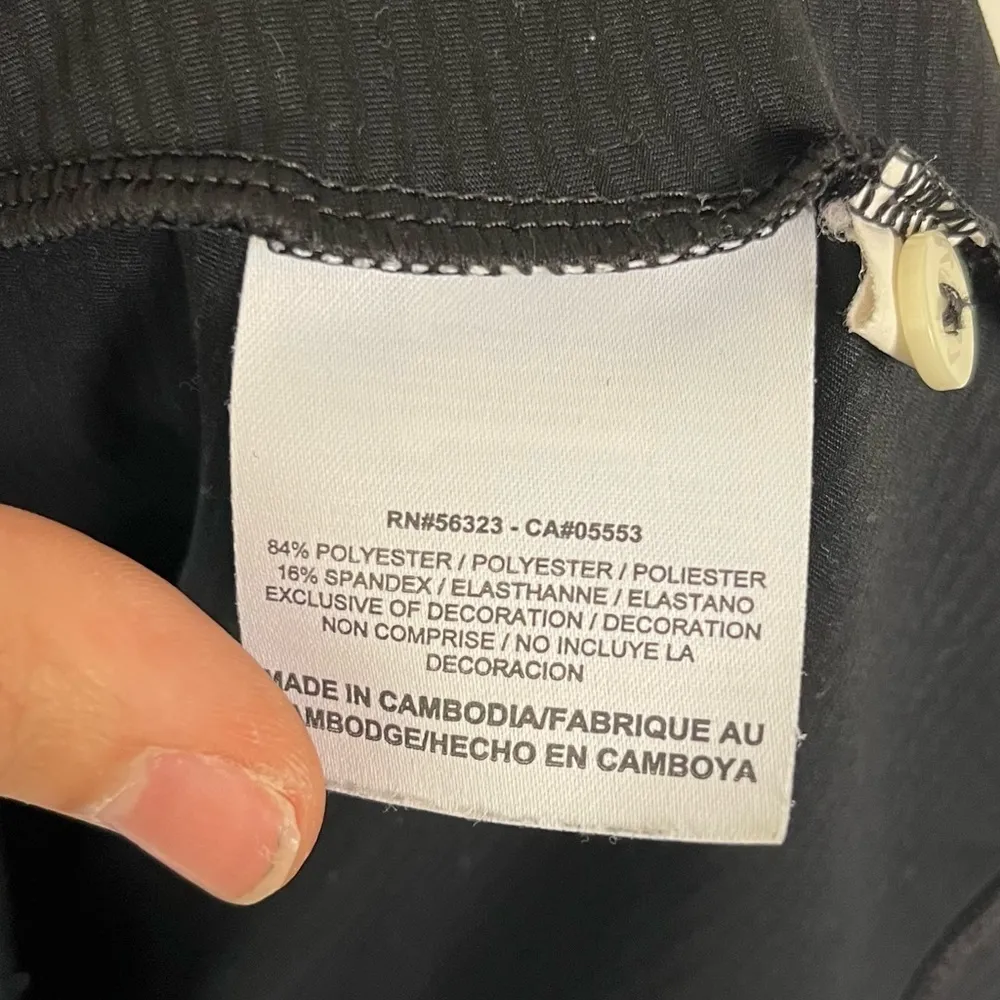 RN#56323 - CA#05553
84% POLYESTER / POLYESTER / POLIESTER
16% SPANDEX / ELASTHANNE / ELASTANO
EXCLUSIVE OF DECORATION / DECORATION
NON COMPRISE / NO INCLUYE LA
DECORACION
MADE IN CAMBODIA/FABRIQUE AU
CAMBODGE/HECHO EN CAMBOYA